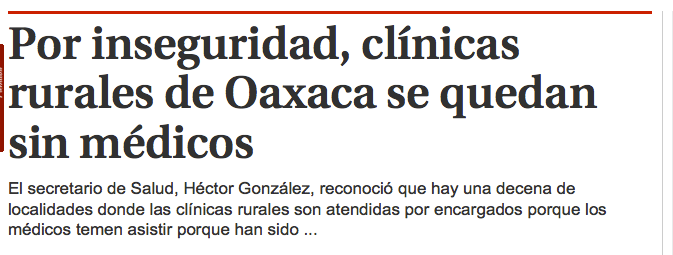 Por inseguridad, clínicas
rurales de Oaxaca se quedan
sin médicos
El secretario de Salud, Héctor González, reconoció que hay una decena de
localidades donde las clínicas rurales son atendidas por encargados porque los
médicos temen asistir porque han sido ...